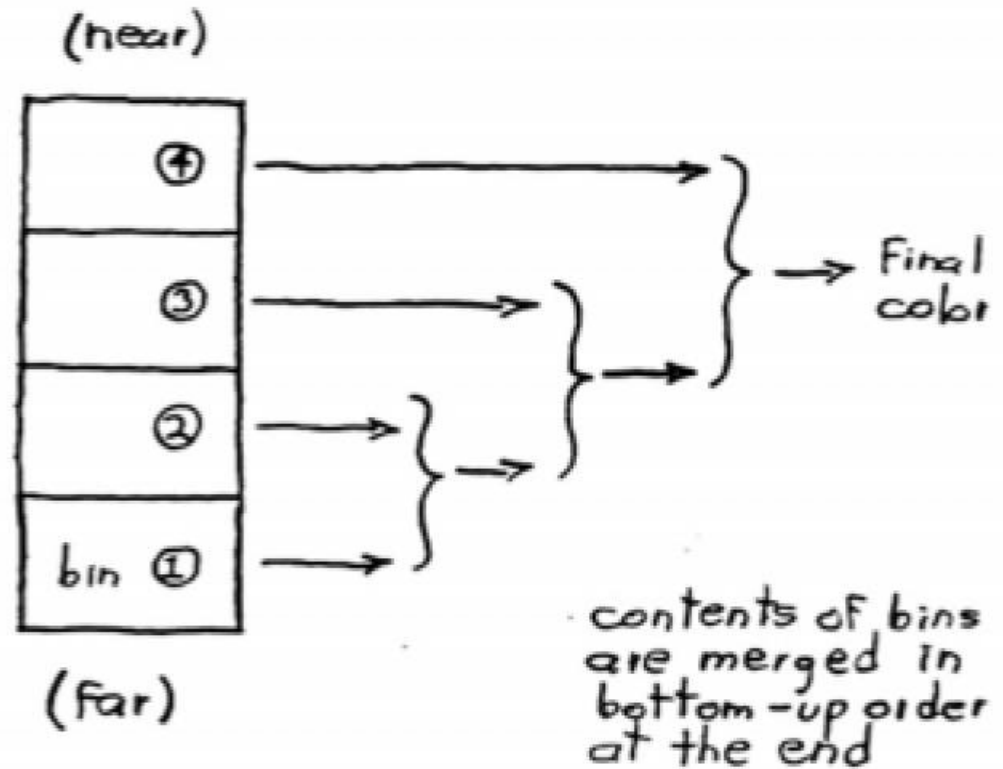 (near)
④
③
②
bin ①
(far)
Final
color
contents of bins
are merged in
bottom-up order
at the end